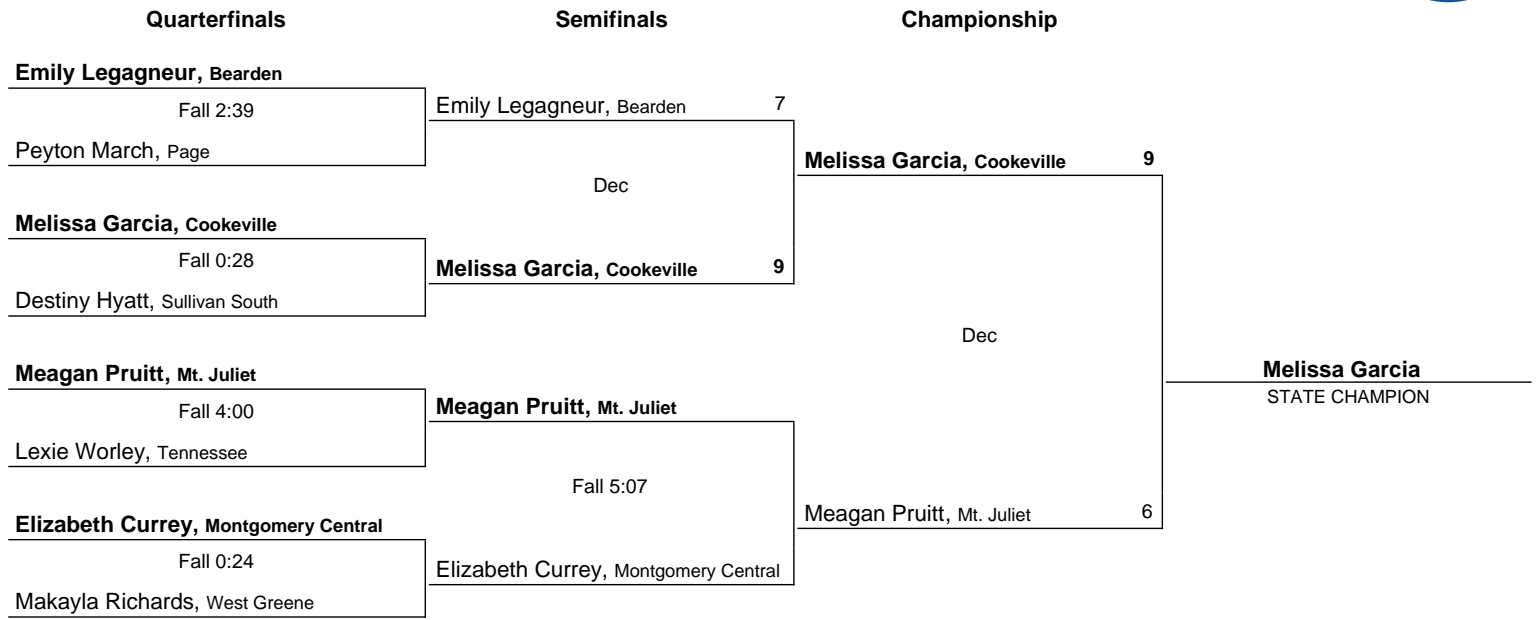 Quarterfinals Semifinals Championship
Emily Legagneur, Bearden
Fall 2:39
Peyton March, Page
Melissa Garcia, Cookeville
Fall 0:28
Destiny Hyatt, Sullivan South
Meagan Pruitt, Mt. Juliet
Fall 4:00
Lexie Worley, Tennessee
Elizabeth Currey, Montgomery Central
Fall 0:24
Makayla Richards, West Greene
Emily Legagneur, Bearden 7
Dec
Melissa Garcia, Cookeville 9
Meagan Pruitt, Mt. Juliet
Fall 5:07
Elizabeth Currey, Montgomery Central
Melissa Garcia, Cookeville 9
Dec
Meagan Pruitt, Mt. Juliet 6
Melissa Garcia
STATE CHAMPION